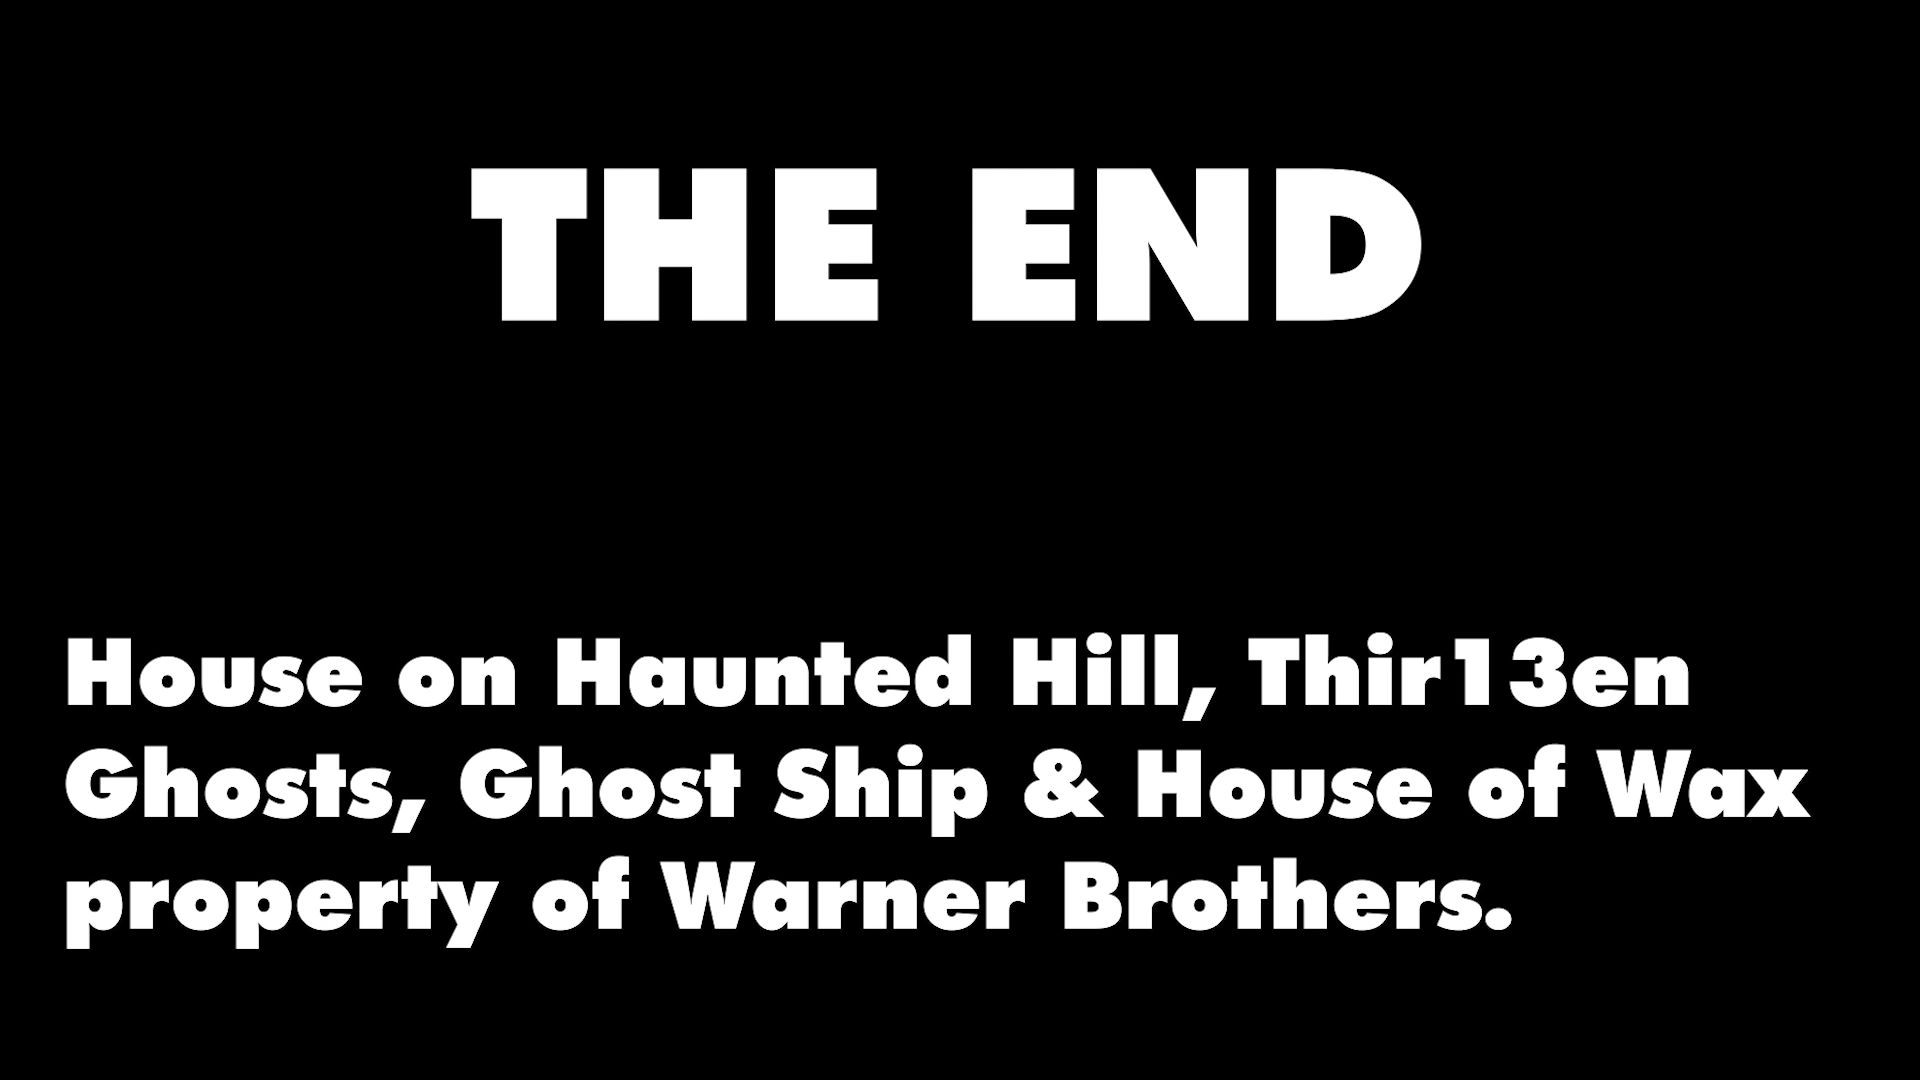 THE END
House on Haunted Hill, Thir13en
Ghosts, Ghost Ship & House of Wax
property of Warner Brothers.